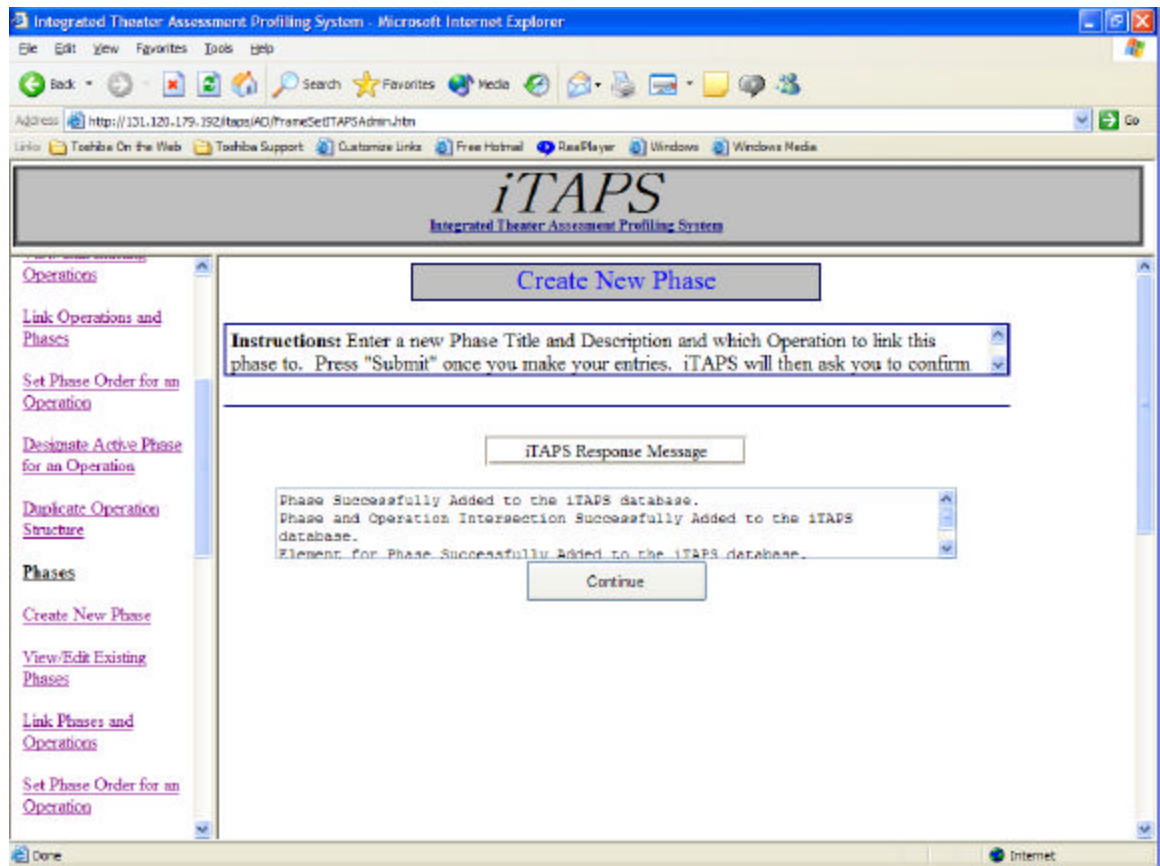 Integrated Theater Assessment Profiling System - Microsoft Internet Explorer
File Edit View Favorites Tools Help
Back Search Favorites Media
Address http://131.120.179.192/itaps/AO/FrameSetITAPSAdmin.htm Go
Links Toshiba On the Web Toshiba Support Customize Links Free Hotmail RealPlayer Windows Windows Media
iTAPS
Integrated Theater Assessment Profiling System
Operations
Link Operations and
Phases
Set Phase Order for an
Operation
Designate Active Phase
for an Operation
Duplicate Operation
Structure
Phases
Create New Phase
View/Edit Existing
Phases
Link Phases and
Operations
Set Phase Order for an
Operation
Create New Phase
Instructions: Enter a new Phase Title and Description and which Operation to link this
phase to. Press "Submit" once you make your entries. iTAPS will then ask you to confirm
iTAPS Response Message
Phase Successfully Added to the iTAPS database.
Phase and Operation Intersection Successfully Added to the iTAPS
database.
Element for Phase Successfully Added to the iTAPS database.
Continue
Done Internet